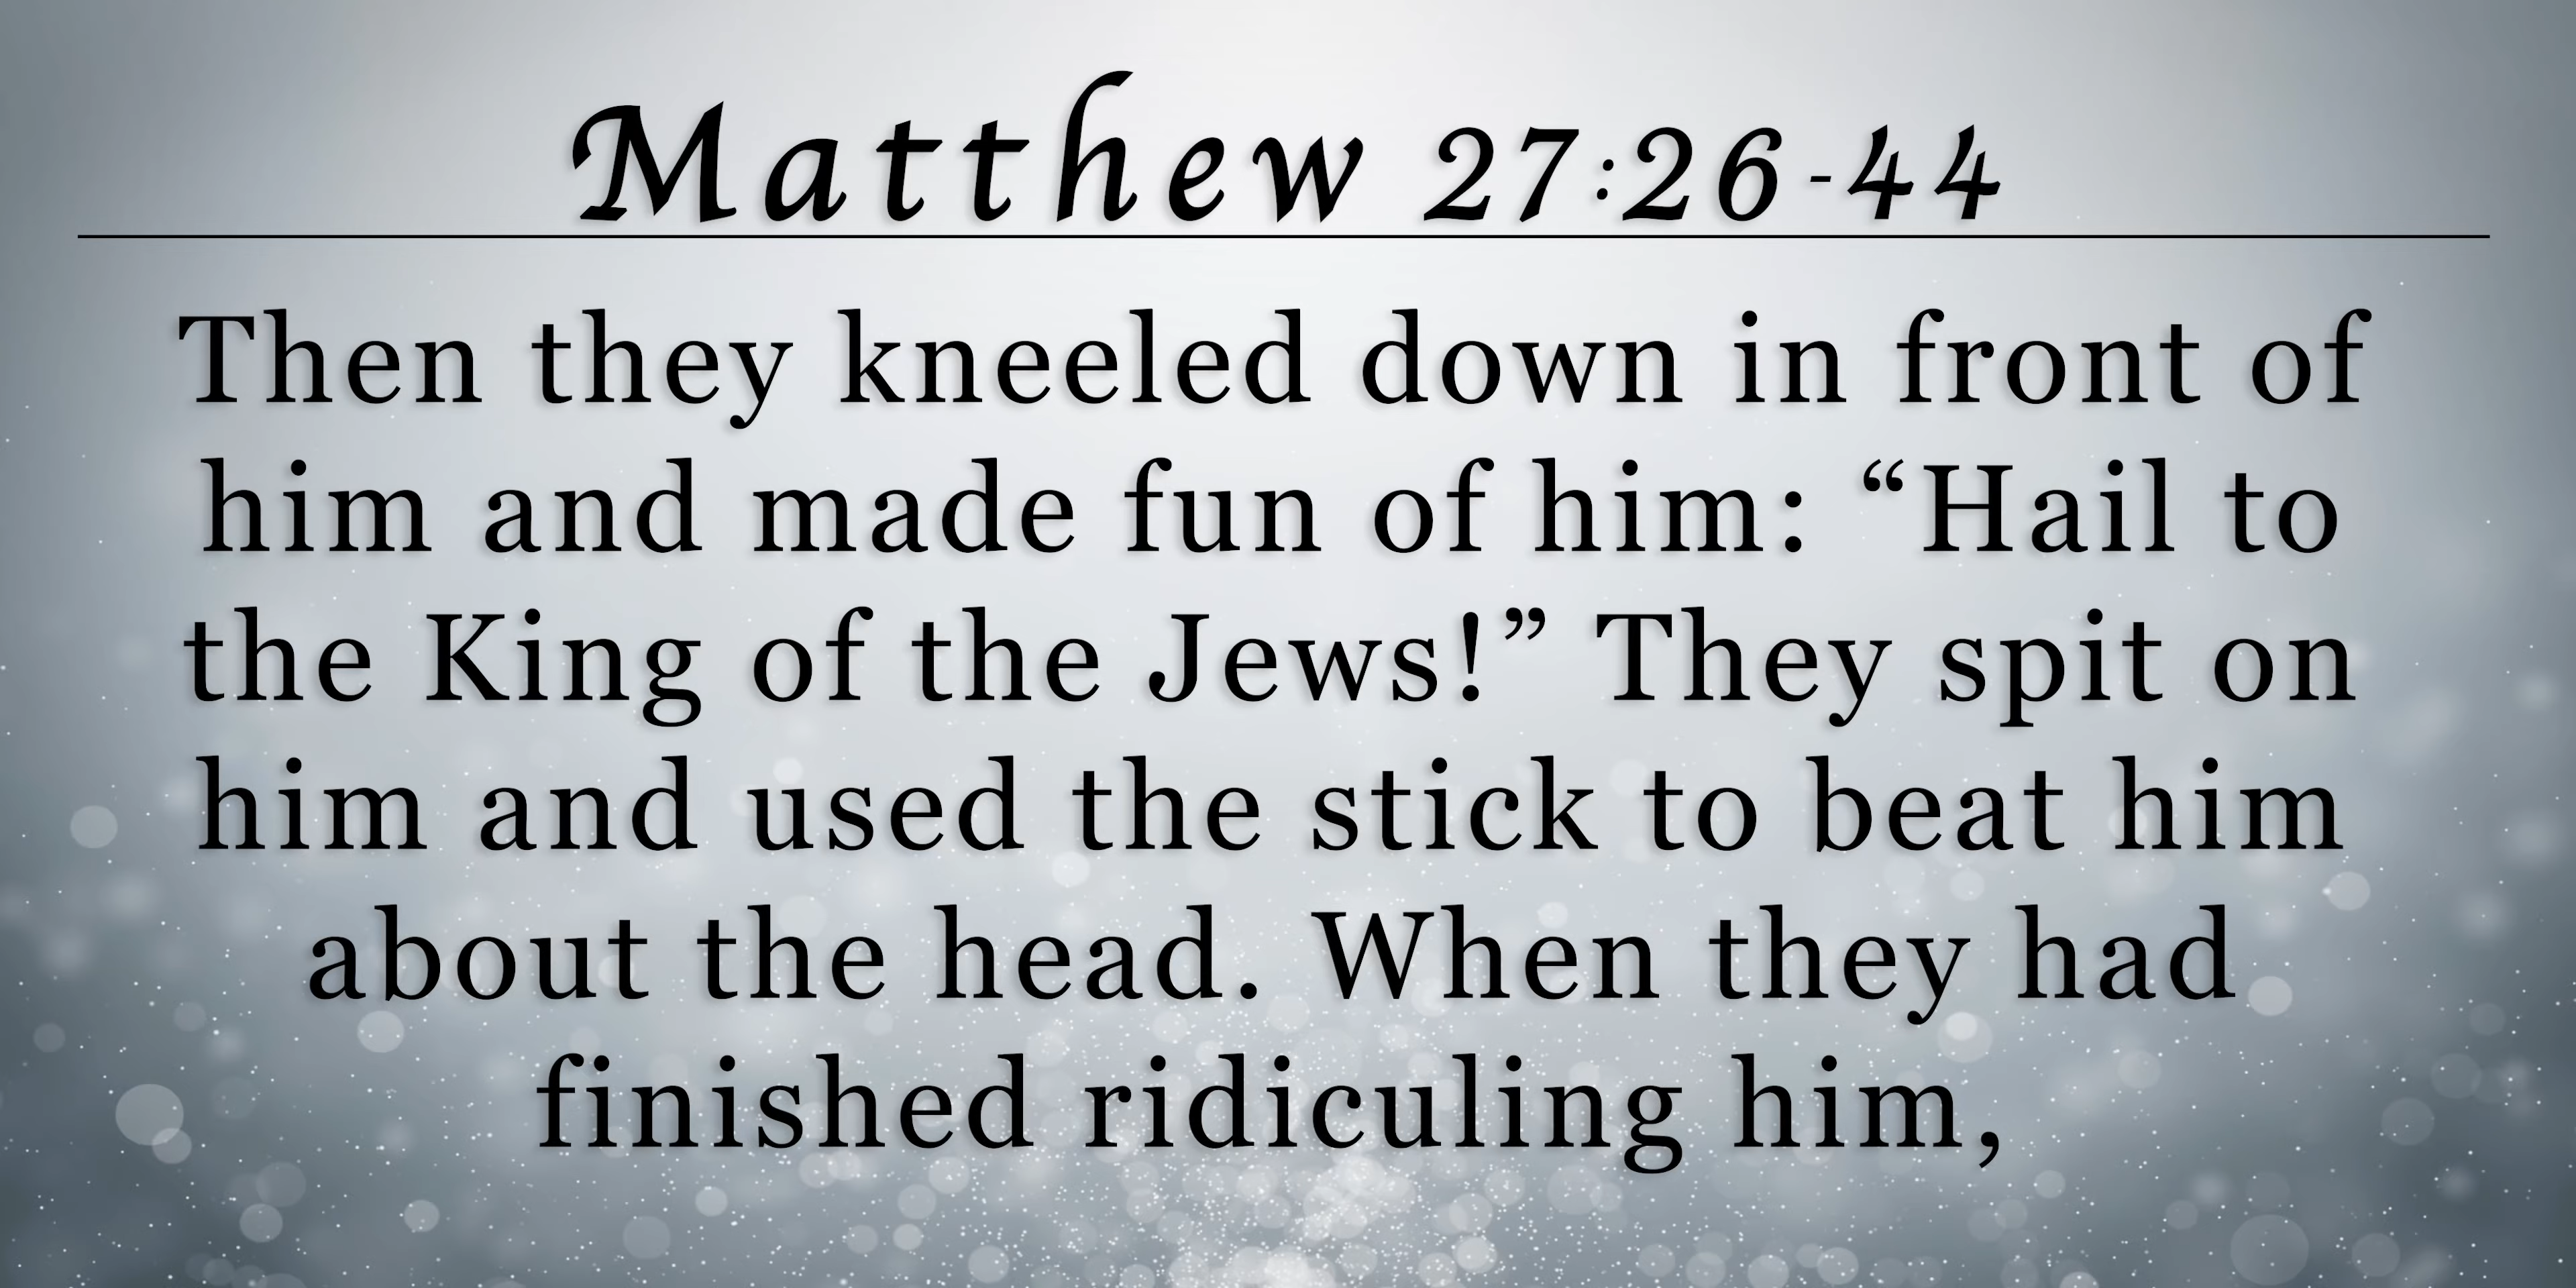 Matthew 27:26-44
Then they kneeled down in front of
him and made fun of him: “Hail to
the King of the Jews!” They spit on
him and used the stick to beat him
about the head. When they had
finished ridiculing him,